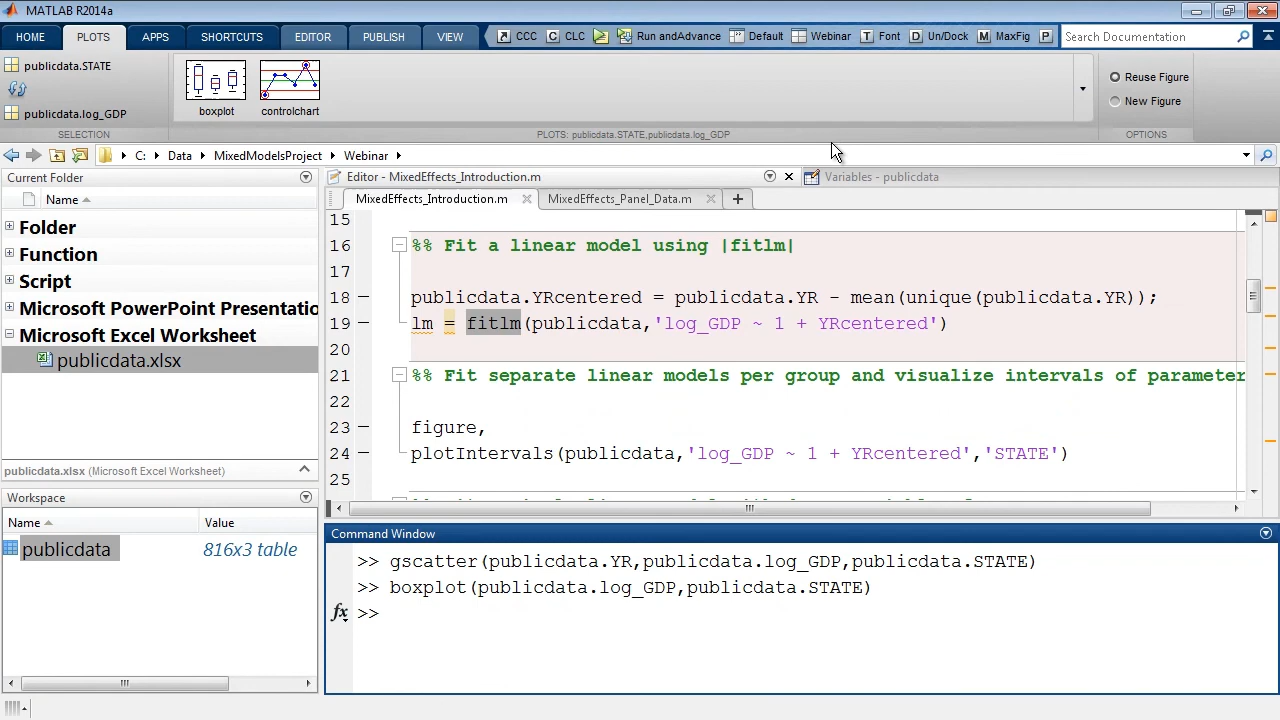 MATLAB R2014a
HOME PLOTS APPS SHORTCUTS EDITOR PUBLISH VIEW CCC CLC Run andAdvance Default Webinar Font Un/Dock MaxFig Search Documentation
publicdata.STATE
publicdata.log_GDP
SELECTION
boxplot controlchart
PLOTS: publicdata.STATE,publicdata.log_GDP
Reuse Figure
New Figure
OPTIONS
C: Data MixedModelsProject Webinar
Current Folder
Name
Folder
Function
Script
Microsoft PowerPoint Presentatio
Microsoft Excel Worksheet
publicdata.xlsx
publicdata.xlsx (Microsoft Excel Worksheet)
Workspace
Name Value
publicdata 816x3 table
Editor - MixedEffects_Introduction.m
Variables - publicdata
MixedEffects_Introduction.m MixedEffects_Panel_Data.m
15
16 %% Fit a linear model using |fitlm|
17
18 publicdata.YRcentered = publicdata.YR - mean(unique(publicdata.YR));
19 lm = fitlm(publicdata,'log_GDP ~ 1 + YRcentered')
20
21 %% Fit separate linear models per group and visualize intervals of parameter
22
23 figure,
24 plotIntervals(publicdata,'log_GDP ~ 1 + YRcentered','STATE')
25
Command Window
>> gscatter(publicdata.YR,publicdata.log_GDP,publicdata.STATE)
>> boxplot(publicdata.log_GDP,publicdata.STATE)
fx >>